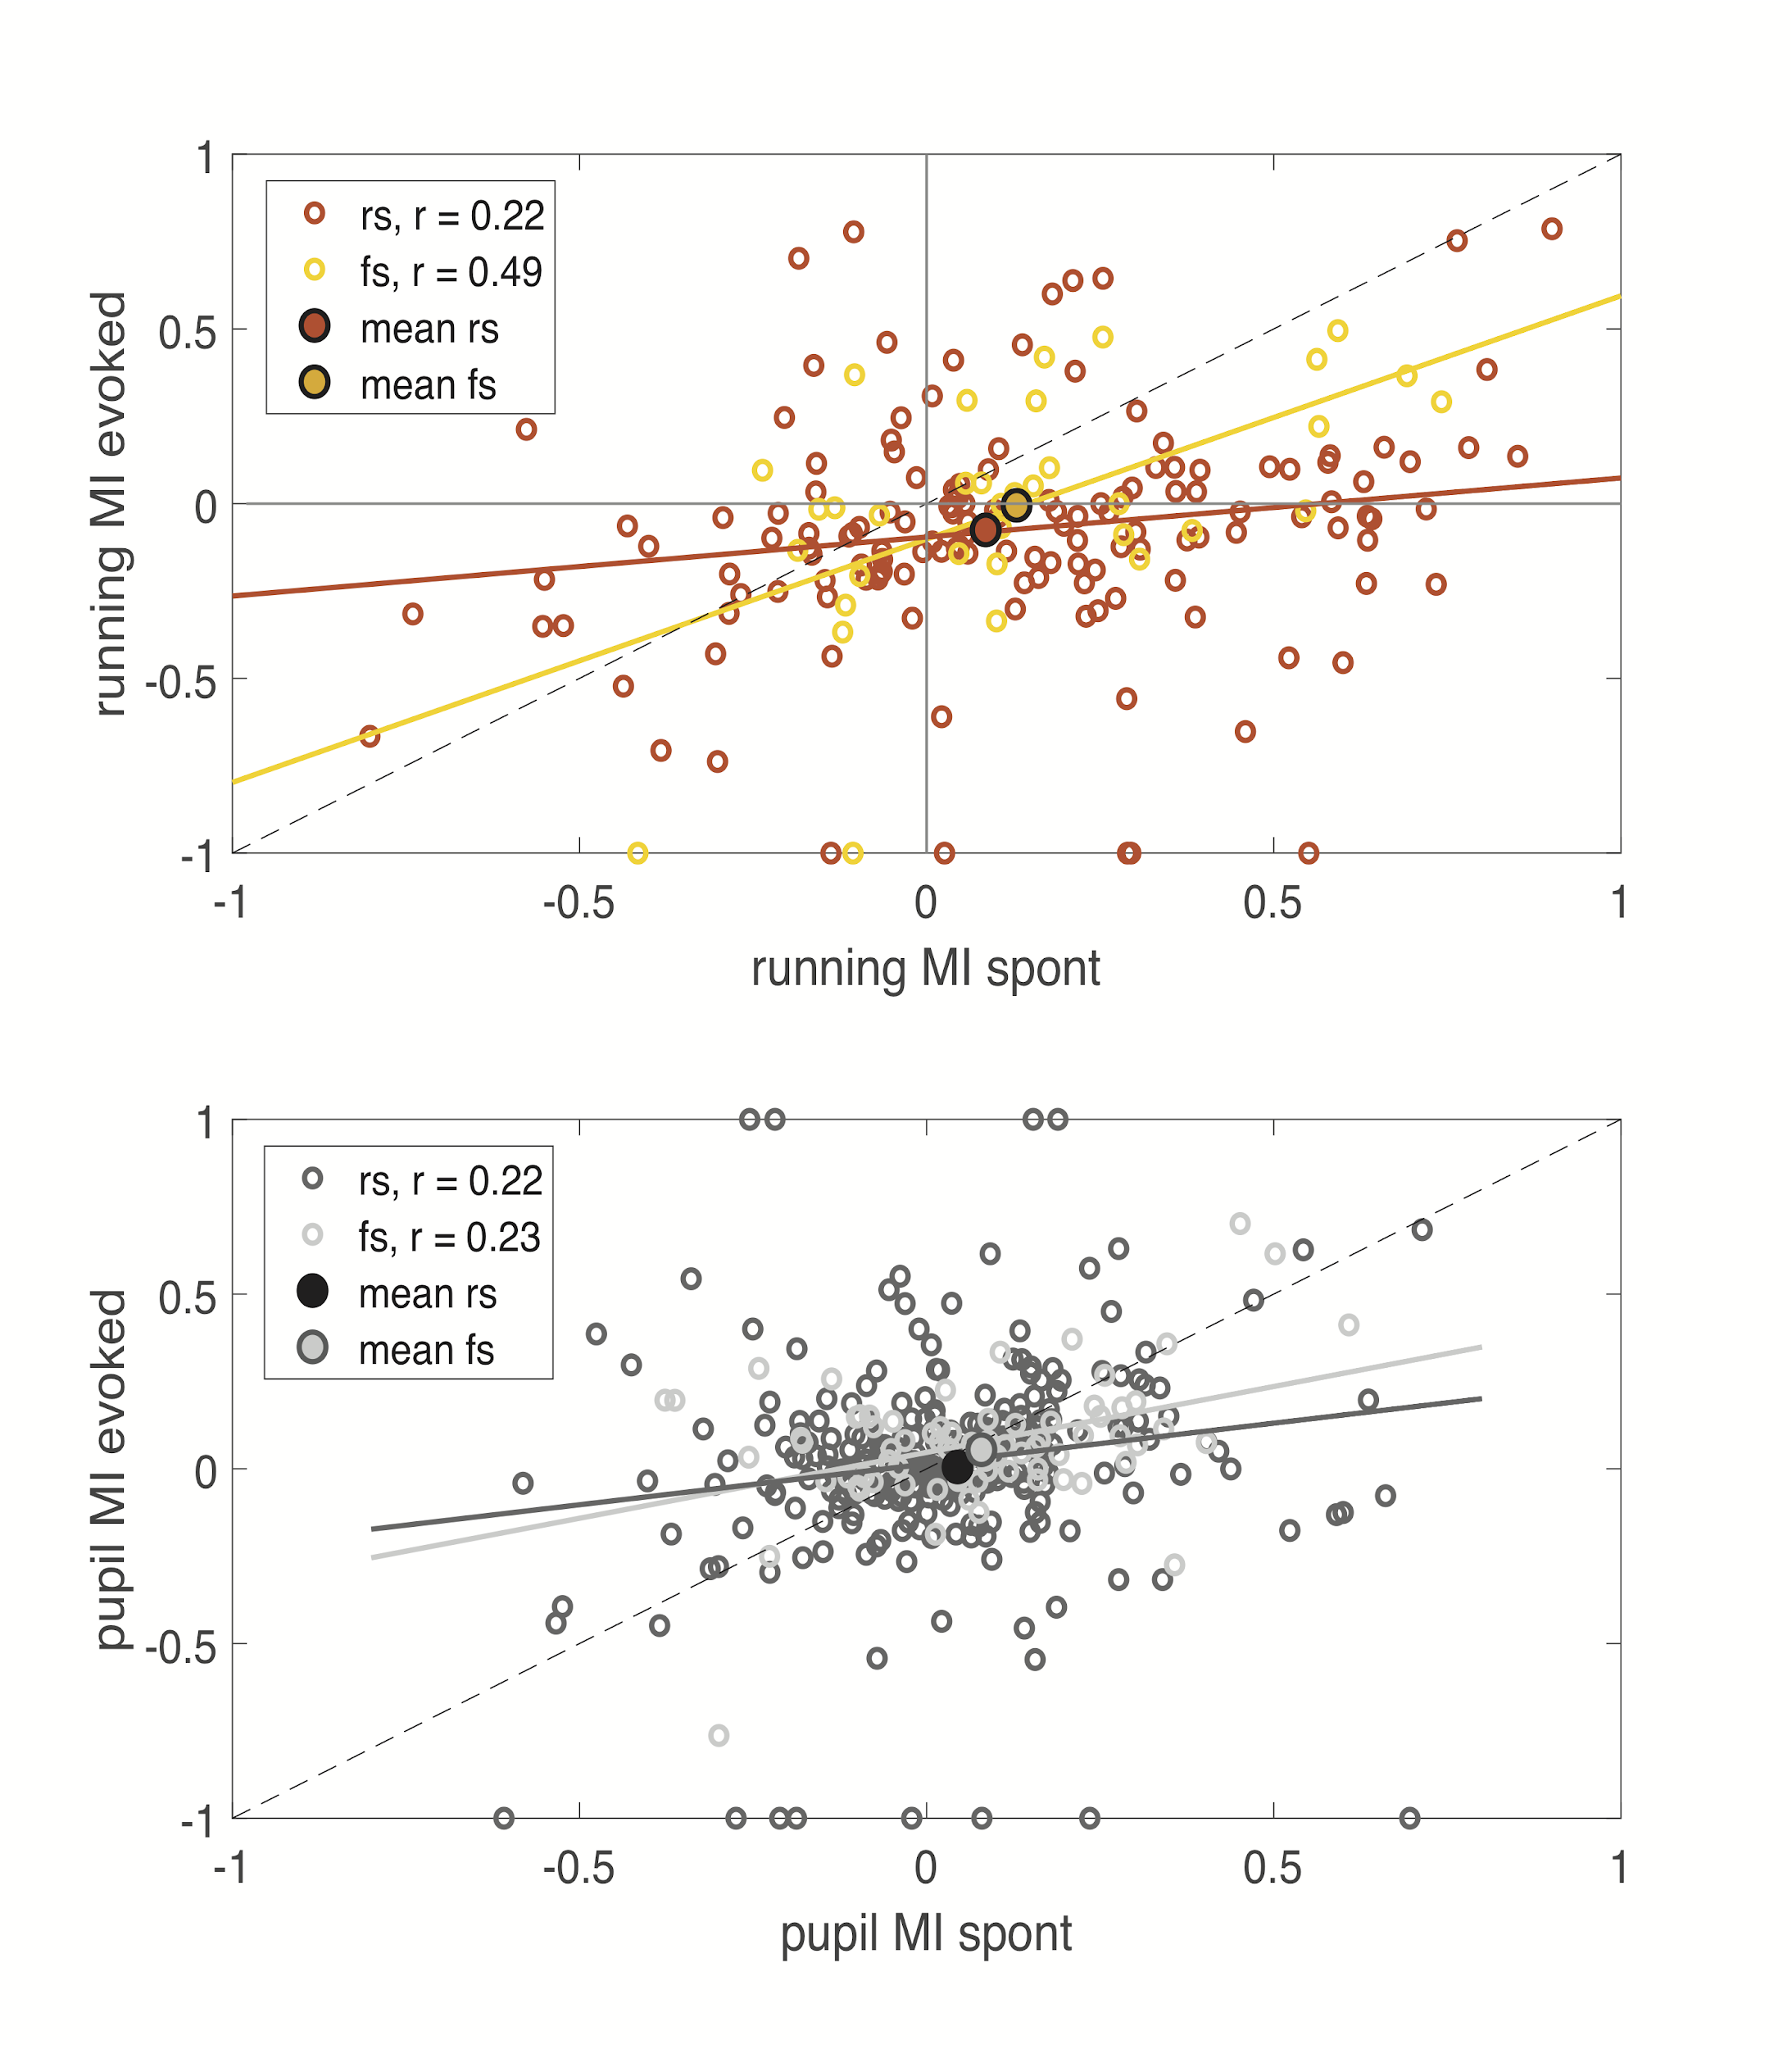 1
rs, r = 0.22
fs, r = 0.49
mean rs
mean fs
0.5
0
-0.5
-1
running MI evoked
-1 -0.5 0 0.5 1
running MI spont
1
rs, r = 0.22
fs, r = 0.23
mean rs
mean fs
0.5
0
-0.5
-1
pupil MI evoked
-1 -0.5 0 0.5 1
pupil MI spont